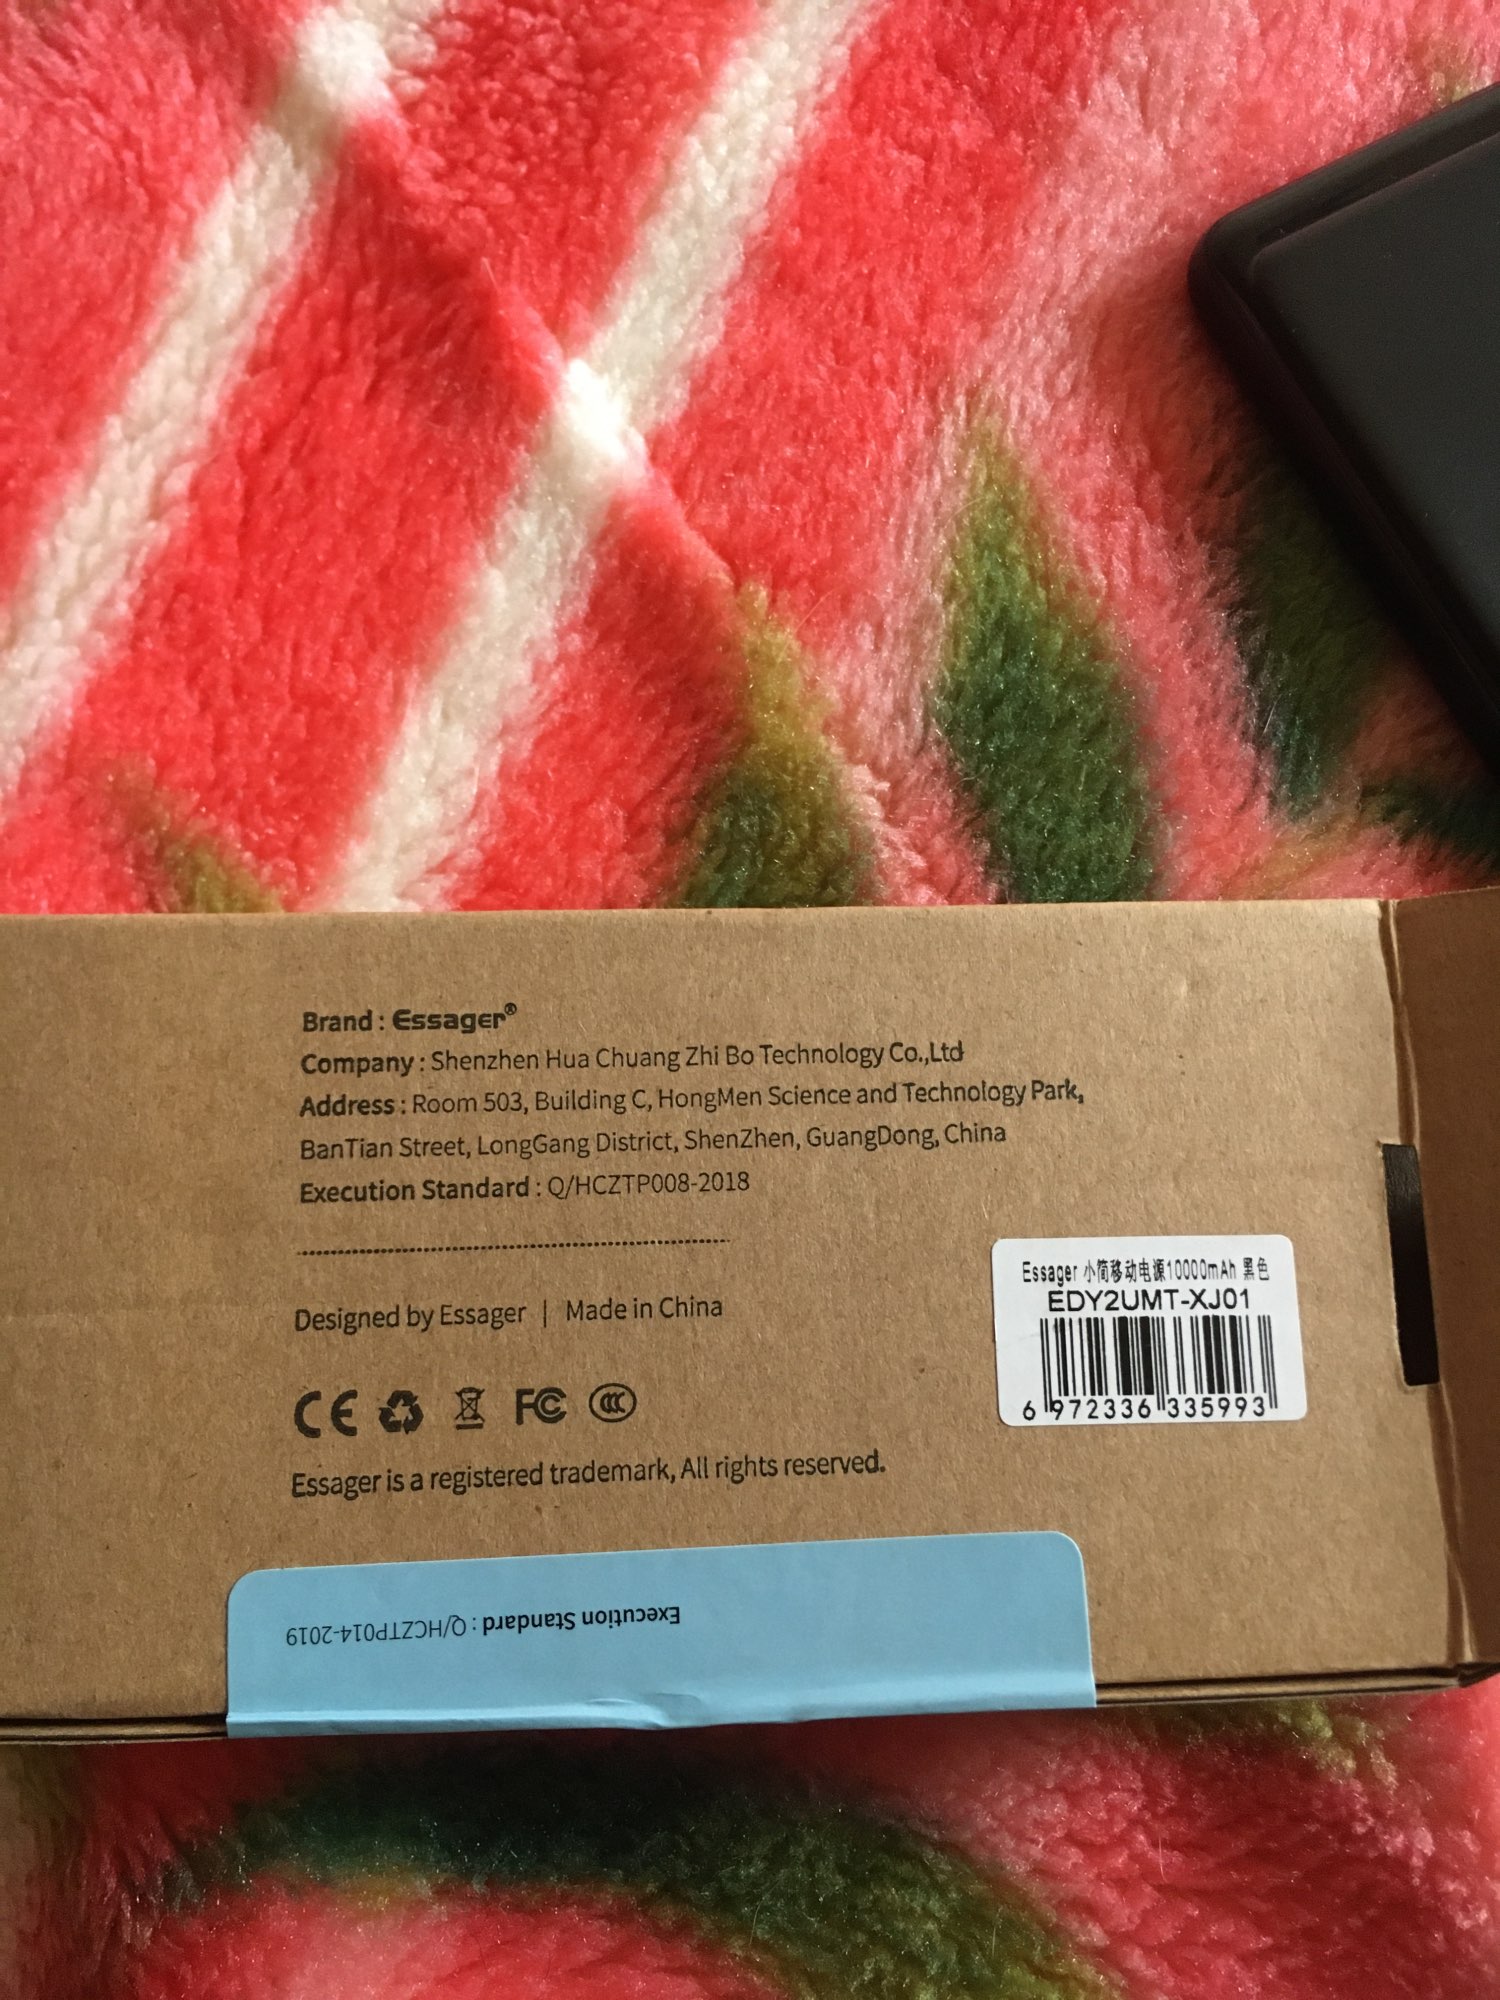 Brand : Essager®
Company : Shenzhen Hua Chuang Zhi Bo Technology Co.,Ltd
Address : Room 503, Building C, HongMen Science and Technology Park,
BanTian Street, LongGang District, ShenZhen, GuangDong, China
Execution Standard : Q/HCZTP008-2018
Designed by Essager | Made in China
CE FC CCC
Essager is a registered trademark, All rights reserved.
Essager 小简移动电源10000mAh 黑色
EDY2UMT-XJ01
6 972336 335993
Execution Standard : Q/HCZTP014-2019